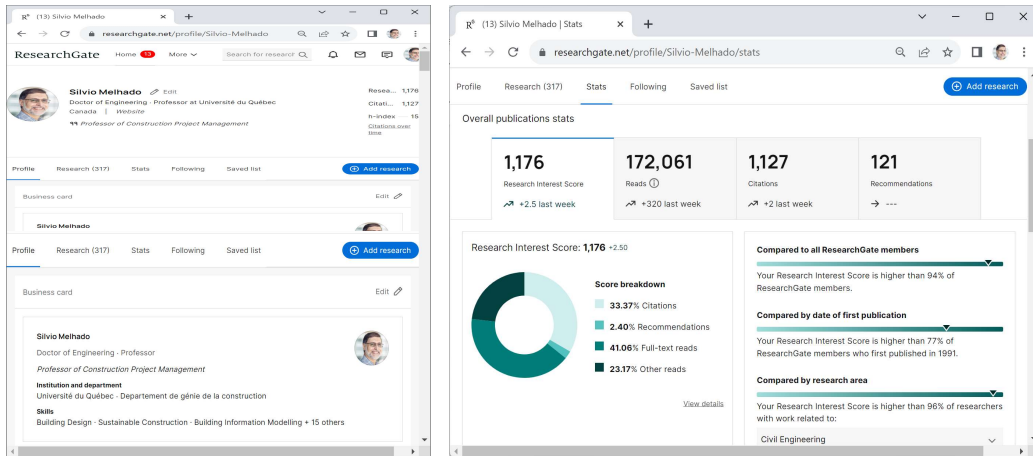 (13) Silvio Melhado
researchgate.net/profile/Silvio-Melhado
ResearchGate Home 13 More Search for research
Silvio Melhado Edit
Doctor of Engineering · Professor at Université du Québec
Canada | Website
Professor of Construction Project Management
Resea... 1,176
Citati... 1,127
h-index 15
Citations over
time
Profile Research (317) Stats Following Saved list Add research
Business card Edit
Silvio Melhado
Profile Research (317) Stats Following Saved list Add research
Business card Edit
Silvio Melhado
Doctor of Engineering · Professor
Professor of Construction Project Management
Institution and department
Université du Québec · Departement de génie de la construction
Skills
Building Design · Sustainable Construction · Building Information Modelling + 15 others
(13) Silvio Melhado | Stats
researchgate.net/profile/Silvio-Melhado/stats
Profile Research (317) Stats Following Saved list Add research
Overall publications stats
1,176
Research Interest Score
+2.5 last week
172,061
Reads
+320 last week
1,127
Citations
+2 last week
121
Recommendations
---
Research Interest Score: 1,176 +2.50
Score breakdown
33.37% Citations
2.40% Recommendations
41.06% Full-text reads
23.17% Other reads
View details
Compared to all ResearchGate members
Your Research Interest Score is higher than 94% of
ResearchGate members.
Compared by date of first publication
Your Research Interest Score is higher than 77% of
ResearchGate members who first published in 1991.
Compared by research area
Your Research Interest Score is higher than 96% of researchers
with work related to:
Civil Engineering